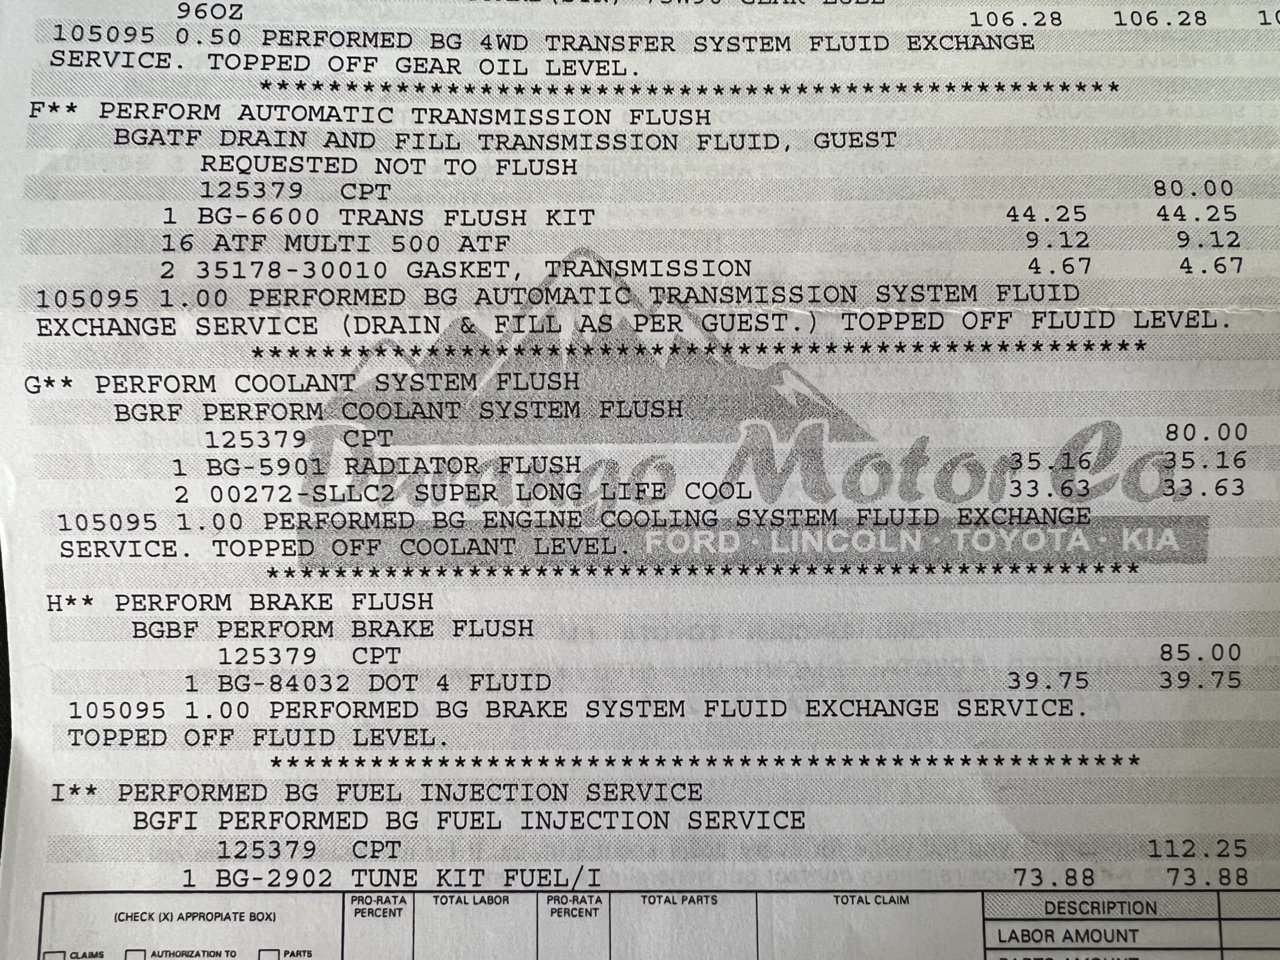 96OZ 106.28 106.28
105095 0.50 PERFORMED BG 4WD TRANSFER SYSTEM FLUID EXCHANGE
SERVICE. TOPPED OFF GEAR OIL LEVEL.
****************************************************
F** PERFORM AUTOMATIC TRANSMISSION FLUSH
BGATF DRAIN AND FILL TRANSMISSION FLUID, GUEST
REQUESTED NOT TO FLUSH
125379 CPT 80.00
1 BG-6600 TRANS FLUSH KIT 44.25 44.25
16 ATF MULTI 500 ATF 9.12 9.12
2 35178-30010 GASKET, TRANSMISSION 4.67 4.67
105095 1.00 PERFORMED BG AUTOMATIC TRANSMISSION SYSTEM FLUID
EXCHANGE SERVICE (DRAIN & FILL AS PER GUEST.) TOPPED OFF FLUID LEVEL.
****************************************************
G** PERFORM COOLANT SYSTEM FLUSH
BGRF PERFORM COOLANT SYSTEM FLUSH
125379 CPT 80.00
Durango Motor Co
1 BG-5901 RADIATOR FLUSH 35.16 35.16
2 00272-SLLC2 SUPER LONG LIFE COOL 33.63 33.63
105095 1.00 PERFORMED BG ENGINE COOLING SYSTEM FLUID EXCHANGE
SERVICE. TOPPED OFF COOLANT LEVEL.
FORD · LINCOLN · TOYOTA · KIA
****************************************************
H** PERFORM BRAKE FLUSH
BGBF PERFORM BRAKE FLUSH
125379 CPT 85.00
1 BG-84032 DOT 4 FLUID 39.75 39.75
105095 1.00 PERFORMED BG BRAKE SYSTEM FLUID EXCHANGE SERVICE.
TOPPED OFF FLUID LEVEL.
****************************************************
I** PERFORMED BG FUEL INJECTION SERVICE
BGFI PERFORMED BG FUEL INJECTION SERVICE
125379 CPT 112.25
1 BG-2902 TUNE KIT FUEL/I 73.88 73.88
(CHECK (X) APPROPIATE BOX) PRO-RATA PERCENT TOTAL LABOR PRO-RATA PERCENT TOTAL PARTS TOTAL CLAIM DESCRIPTION
LABOR AMOUNT
CLAIMS AUTHORIZATION TO PARTS